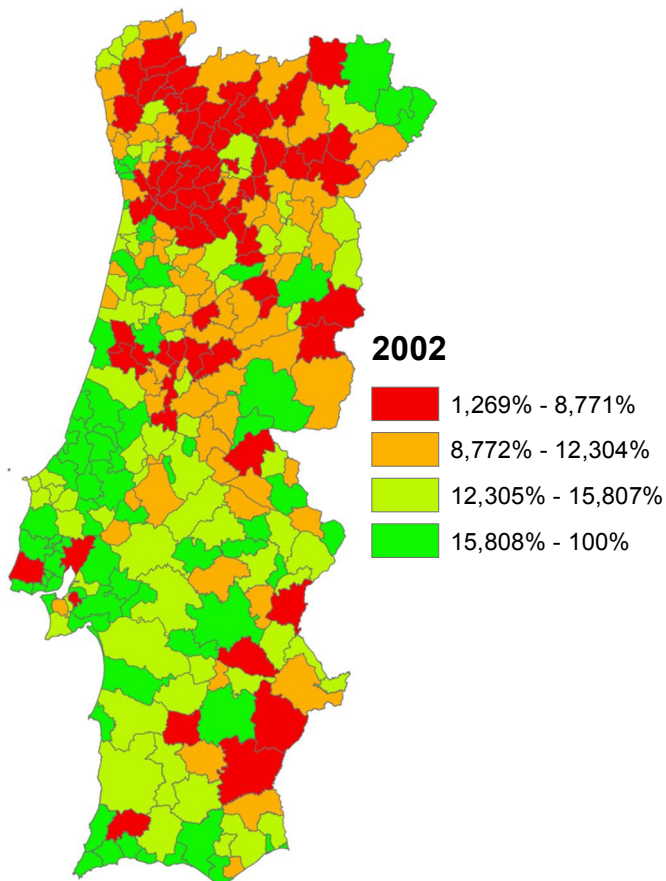 2002
1,269% - 8,771%
8,772% - 12,304%
12,305% - 15,807%
15,808% - 100%